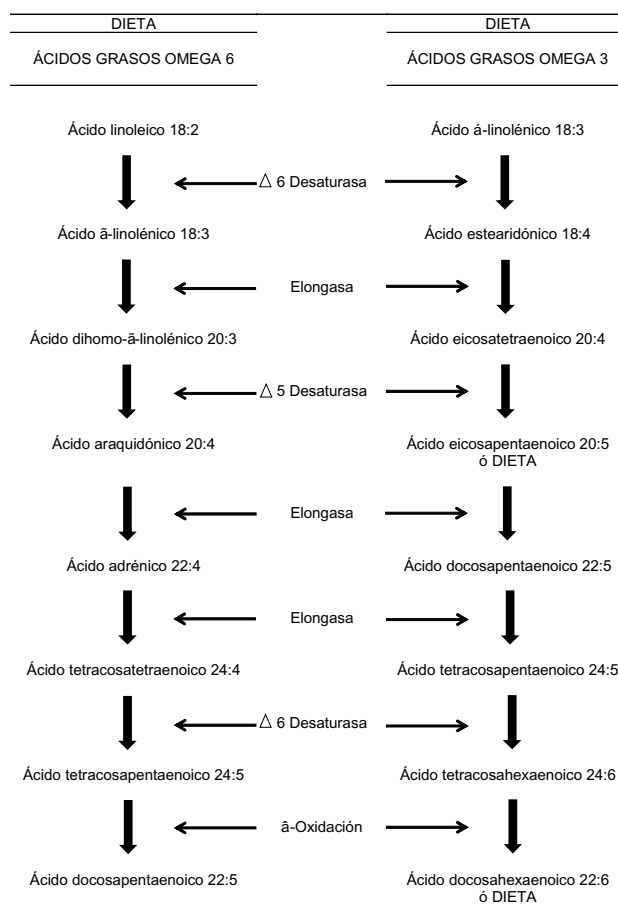 DIETA DIETA
ÁCIDOS GRASOS OMEGA 6 ÁCIDOS GRASOS OMEGA 3
Ácido linoleico 18:2 Ácido á-linolénico 18:3
△ 6 Desaturasa
Ácido ã-linolénico 18:3 Ácido estearidónico 18:4
Elongasa
Ácido dihomo-ã-linolénico 20:3 Ácido eicosatetraenoico 20:4
△ 5 Desaturasa
Ácido araquidónico 20:4 Ácido eicosapentaenoico 20:5
ó DIETA
Elongasa
Ácido adrénico 22:4 Ácido docosapentaenoico 22:5
Elongasa
Ácido tetracosatetraenoico 24:4 Ácido tetracosapentaenoico 24:5
△ 6 Desaturasa
Ácido tetracosapentaenoico 24:5 Ácido tetracosahexaenoico 24:6
â-Oxidación
Ácido docosapentaenoico 22:5 Ácido docosahexaenoico 22:6
ó DIETA